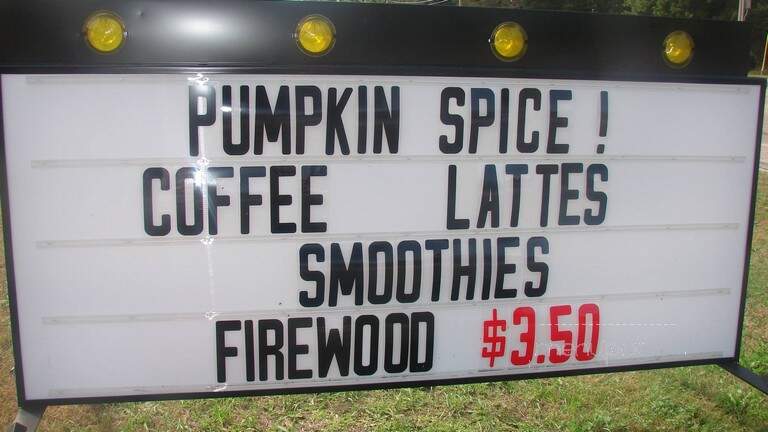 PUMPKIN SPICE !
COFFEE LATTES
SMOOTHIES
FIREWOOD $3.50